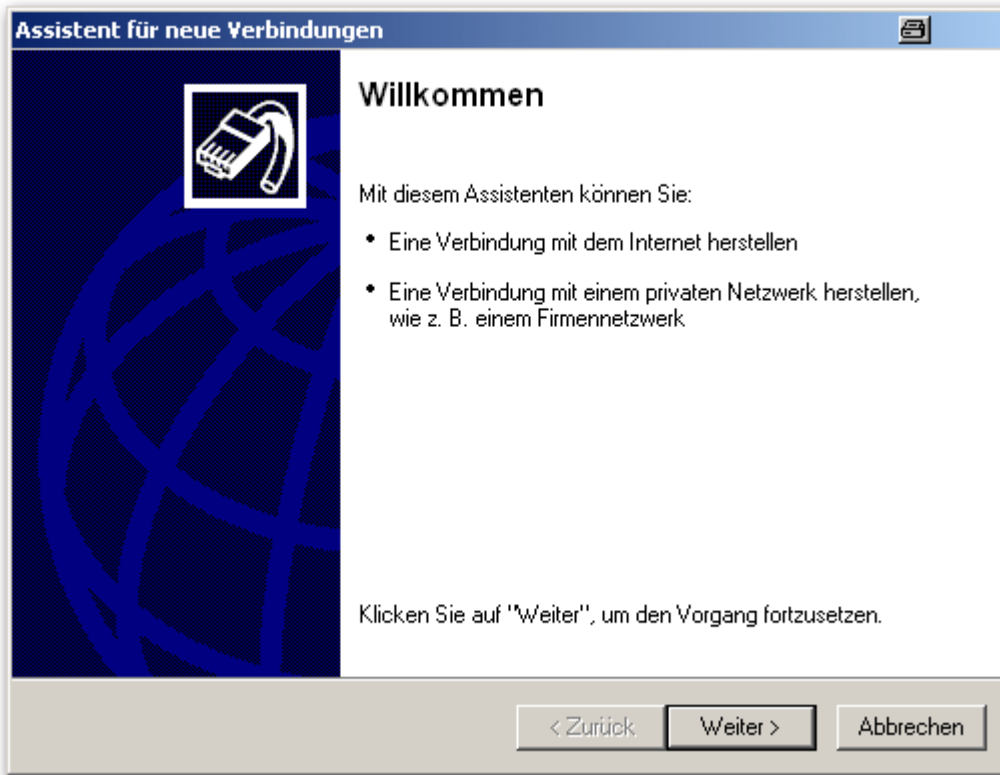 Assistent für neue Verbindungen
Willkommen
Mit diesem Assistenten können Sie:
• Eine Verbindung mit dem Internet herstellen
• Eine Verbindung mit einem privaten Netzwerk herstellen,
wie z. B. einem Firmennetzwerk
Klicken Sie auf "Weiter", um den Vorgang fortzusetzen.
< Zurück Weiter > Abbrechen